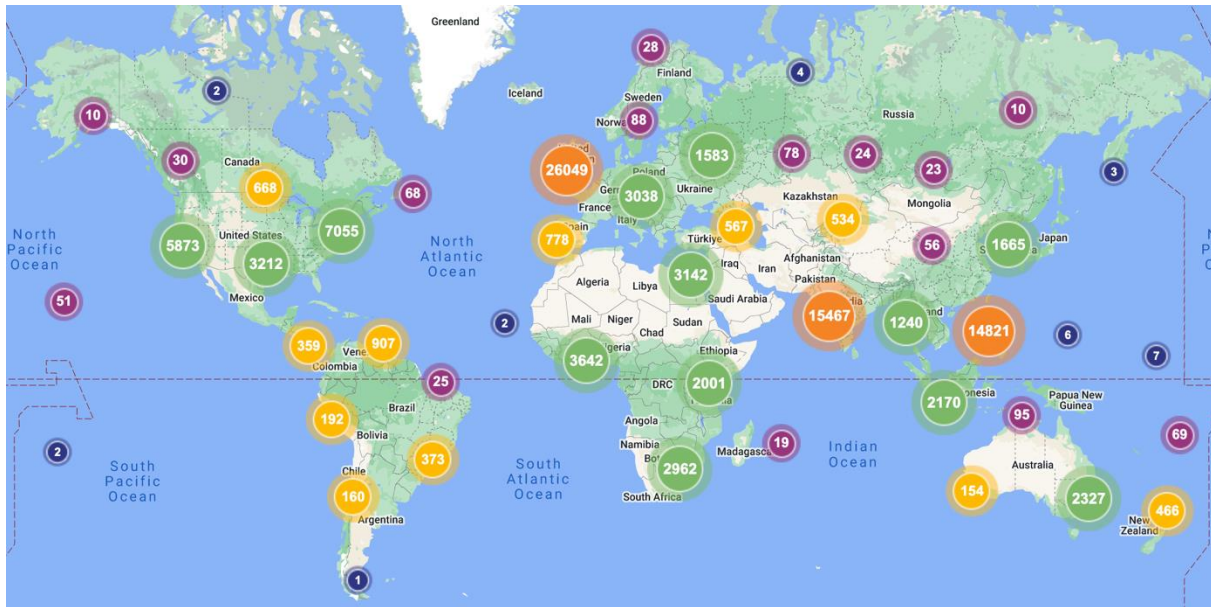 Greenland
28
2
4
Finland
Iceland
Sweden
10
10
Russia
88
1583
78
24
30
Canada
26049
23
3
Poland
668
68
3038
Ukraine
Kazakhstan
Mongolia
France
Italy
North
Pacific
Ocean
5873
United States
7055
North
Atlantic
Ocean
778
Türkiye
567
534
56
1665
Japan
3212
3142
Iraq
Iran
Afghanistan
Pakistan
Algeria
Libya
Saudi Arabia
Mexico
51
Mali
Niger
Chad
Sudan
2
15467
1240
14821
6
7
359
907
Colombia
3642
Ethiopia
25
DRC
2001
2170
Papua New
Guinea
95
Brazil
192
Angola
69
2
Bolivia
373
Namibia
Madagascar
19
Indian
Ocean
South
Pacific
Ocean
South
Atlantic
Ocean
2962
Australia
Chile
160
South Africa
154
2327
466
New
Zealand
Argentina
1